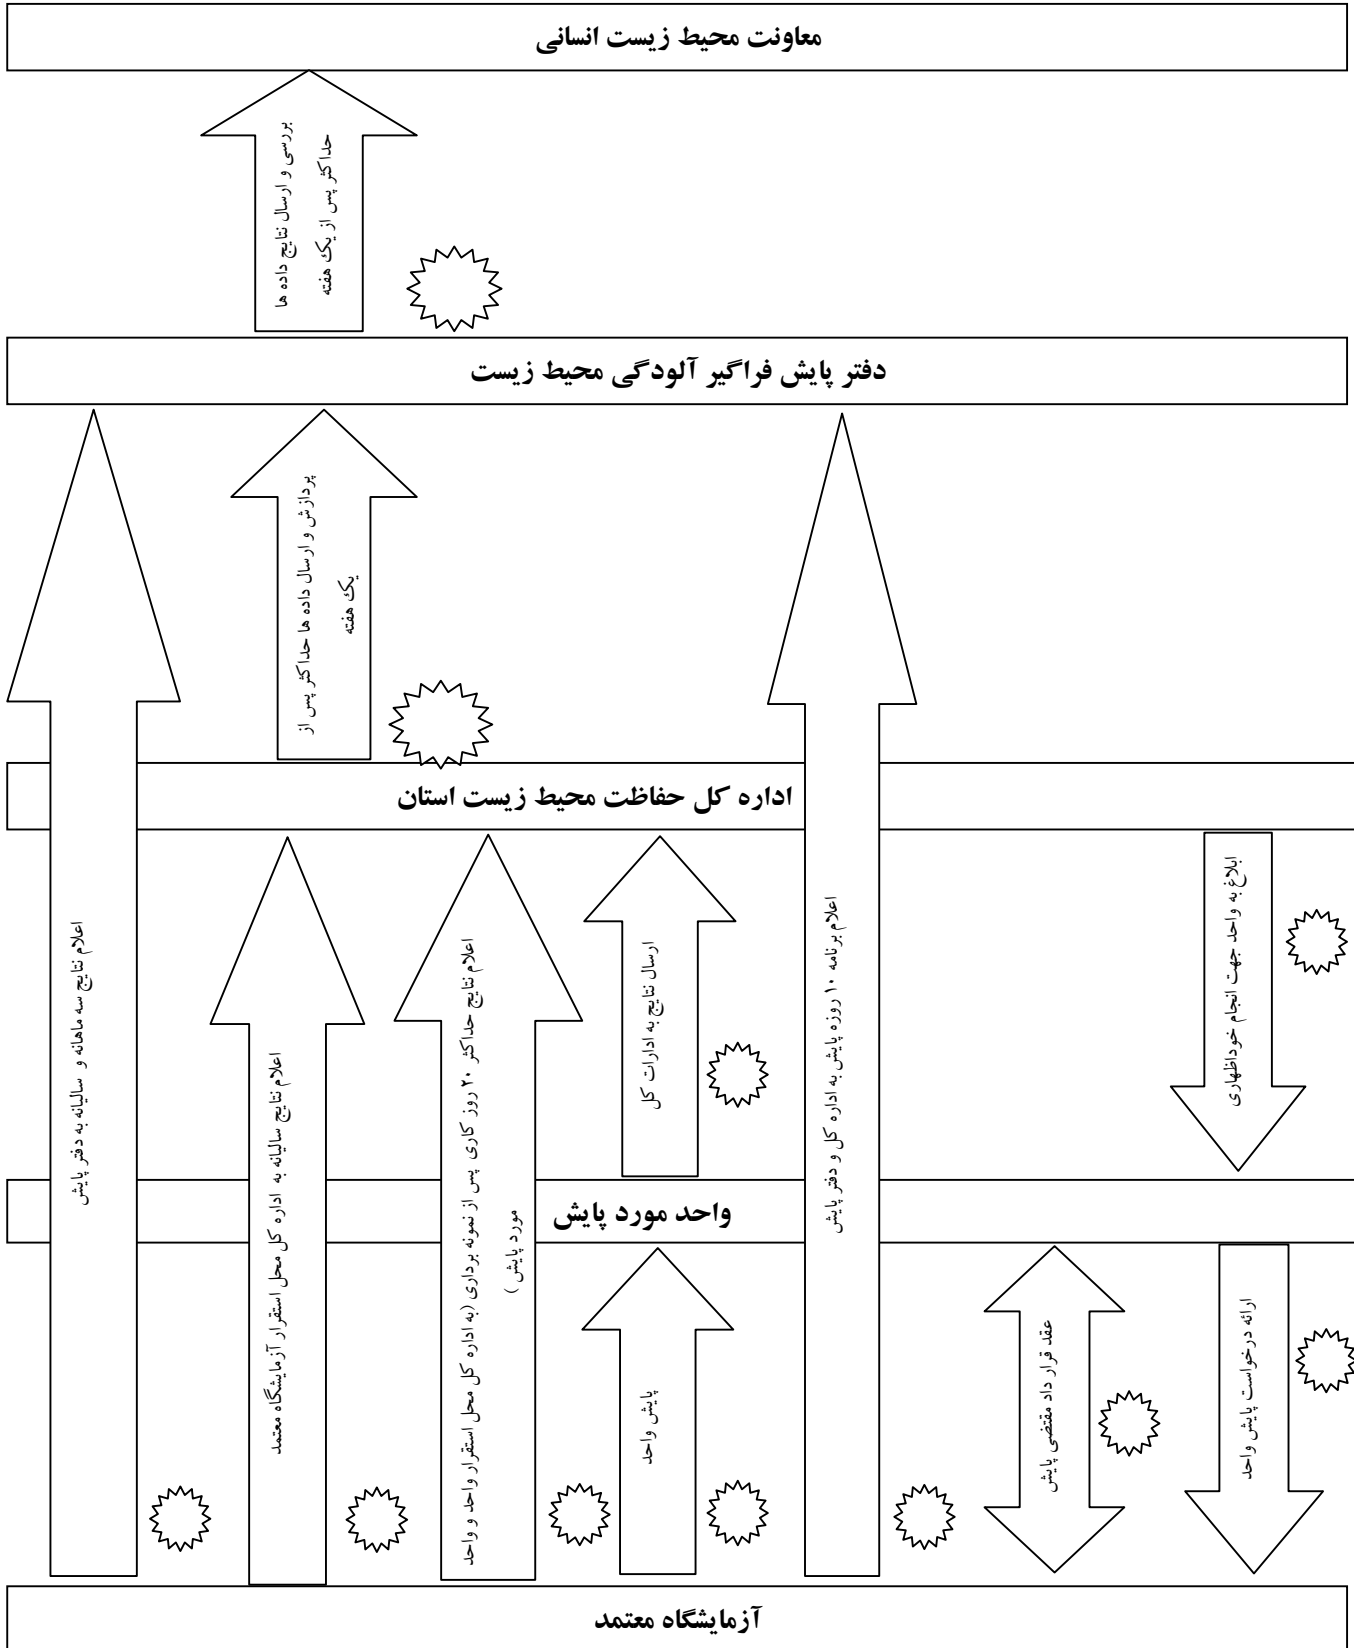 معاونت محیط زیست انسانی
بررسی و ارسال نتایج داده ها
حداکثر پس از یک هفته
دفتر پایش فراگیر آلودگی محیط زیست
پردازش و ارسال داده ها حداکثر پس از
یک هفته
اداره کل حفاظت محیط زیست استان
ابلاغ به واحد جهت انجام خوداظهاری
اعلام برنامه ۱۰ روزه پایش به اداره کل و دفتر پایش
ارسال نتایج به ادارات کل
اعلام نتایج حداکثر ۲۰ روز کاری پس از نمونه برداری (به اداره کل محل استقرار واحد و واحد
مورد پایش )
اعلام نتایج سالیانه به اداره کل محل استقرار آزمایشگاه معتمد
اعلام نتایج سه ماهانه و سالیانه به دفتر پایش
واحد مورد پایش
ارائه درخواست پایش واحد
عقد قرار داد مقتضی پایش
پایش واحد
آزمایشگاه معتمد